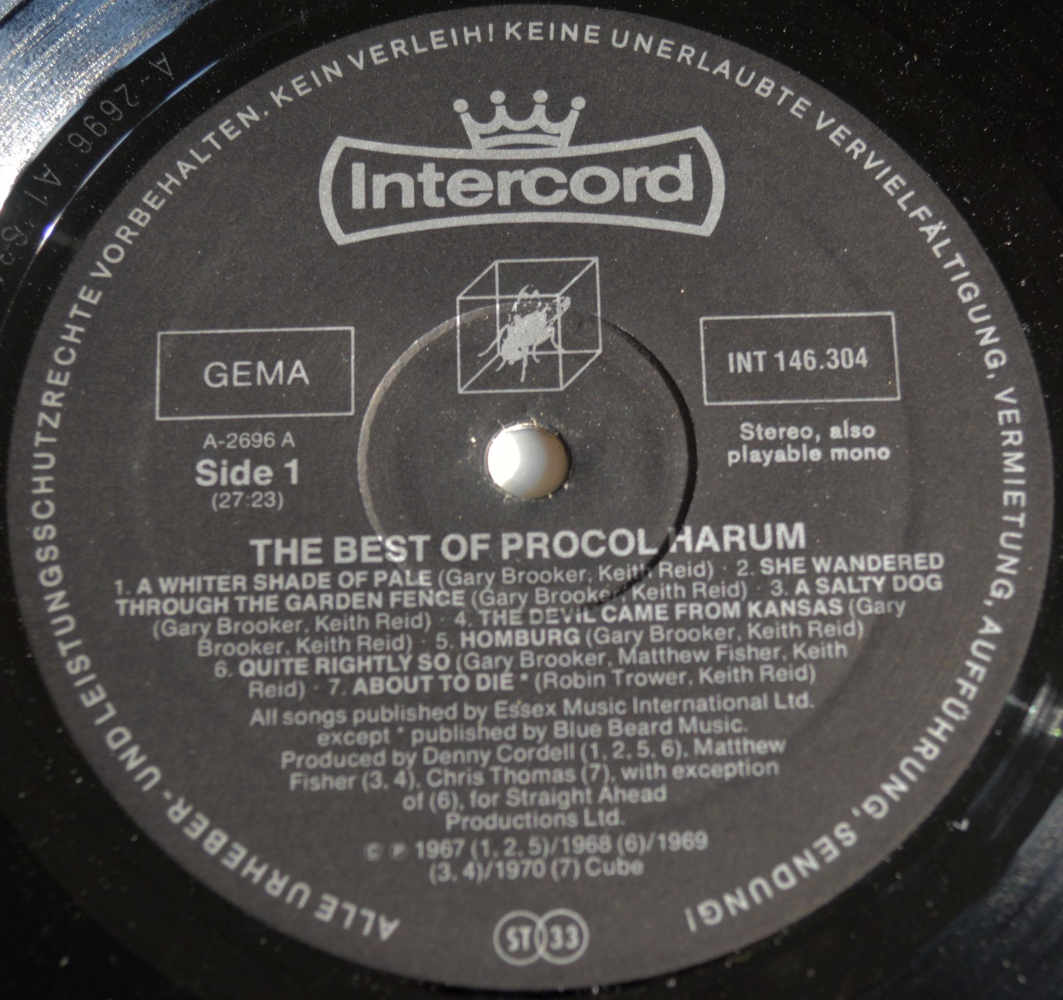 ALLE URHEBER- UND LEISTUNGSSCHUTZRECHTE VORBEHALTEN. KEIN VERLEIH! KEINE UNERLAUBTE VERVIELFÄLTIGUNG, VERMIETUNG, AUFFÜHRUNG, SENDUNG!
Intercord
GEMA
INT 146.304
A-2696 A
Side 1
(27:23)
Stereo, also
playable mono
THE BEST OF PROCOL HARUM
1. A WHITER SHADE OF PALE (Gary Brooker, Keith Reid) · 2. SHE WANDERED
THROUGH THE GARDEN FENCE (Gary Brooker, Keith Reid) · 3. A SALTY DOG
(Gary Brooker, Keith Reid) · 4. THE DEVIL CAME FROM KANSAS (Gary
Brooker, Keith Reid) · 5. HOMBURG (Gary Brooker, Keith Reid)
6. QUITE RIGHTLY SO (Gary Brooker, Matthew Fisher, Keith
Reid) · 7. ABOUT TO DIE * (Robin Trower, Keith Reid)
All songs published by Essex Music International Ltd.
except * published by Blue Beard Music.
Produced by Denny Cordell (1, 2, 5, 6), Matthew
Fisher (3, 4), Chris Thomas (7), with exception
of (6), for Straight Ahead
Productions Ltd.
© ℗ 1967 (1, 2, 5)/1968 (6)/1969
(3, 4)/1970 (7) Cube
ST 33
A-2696 A1